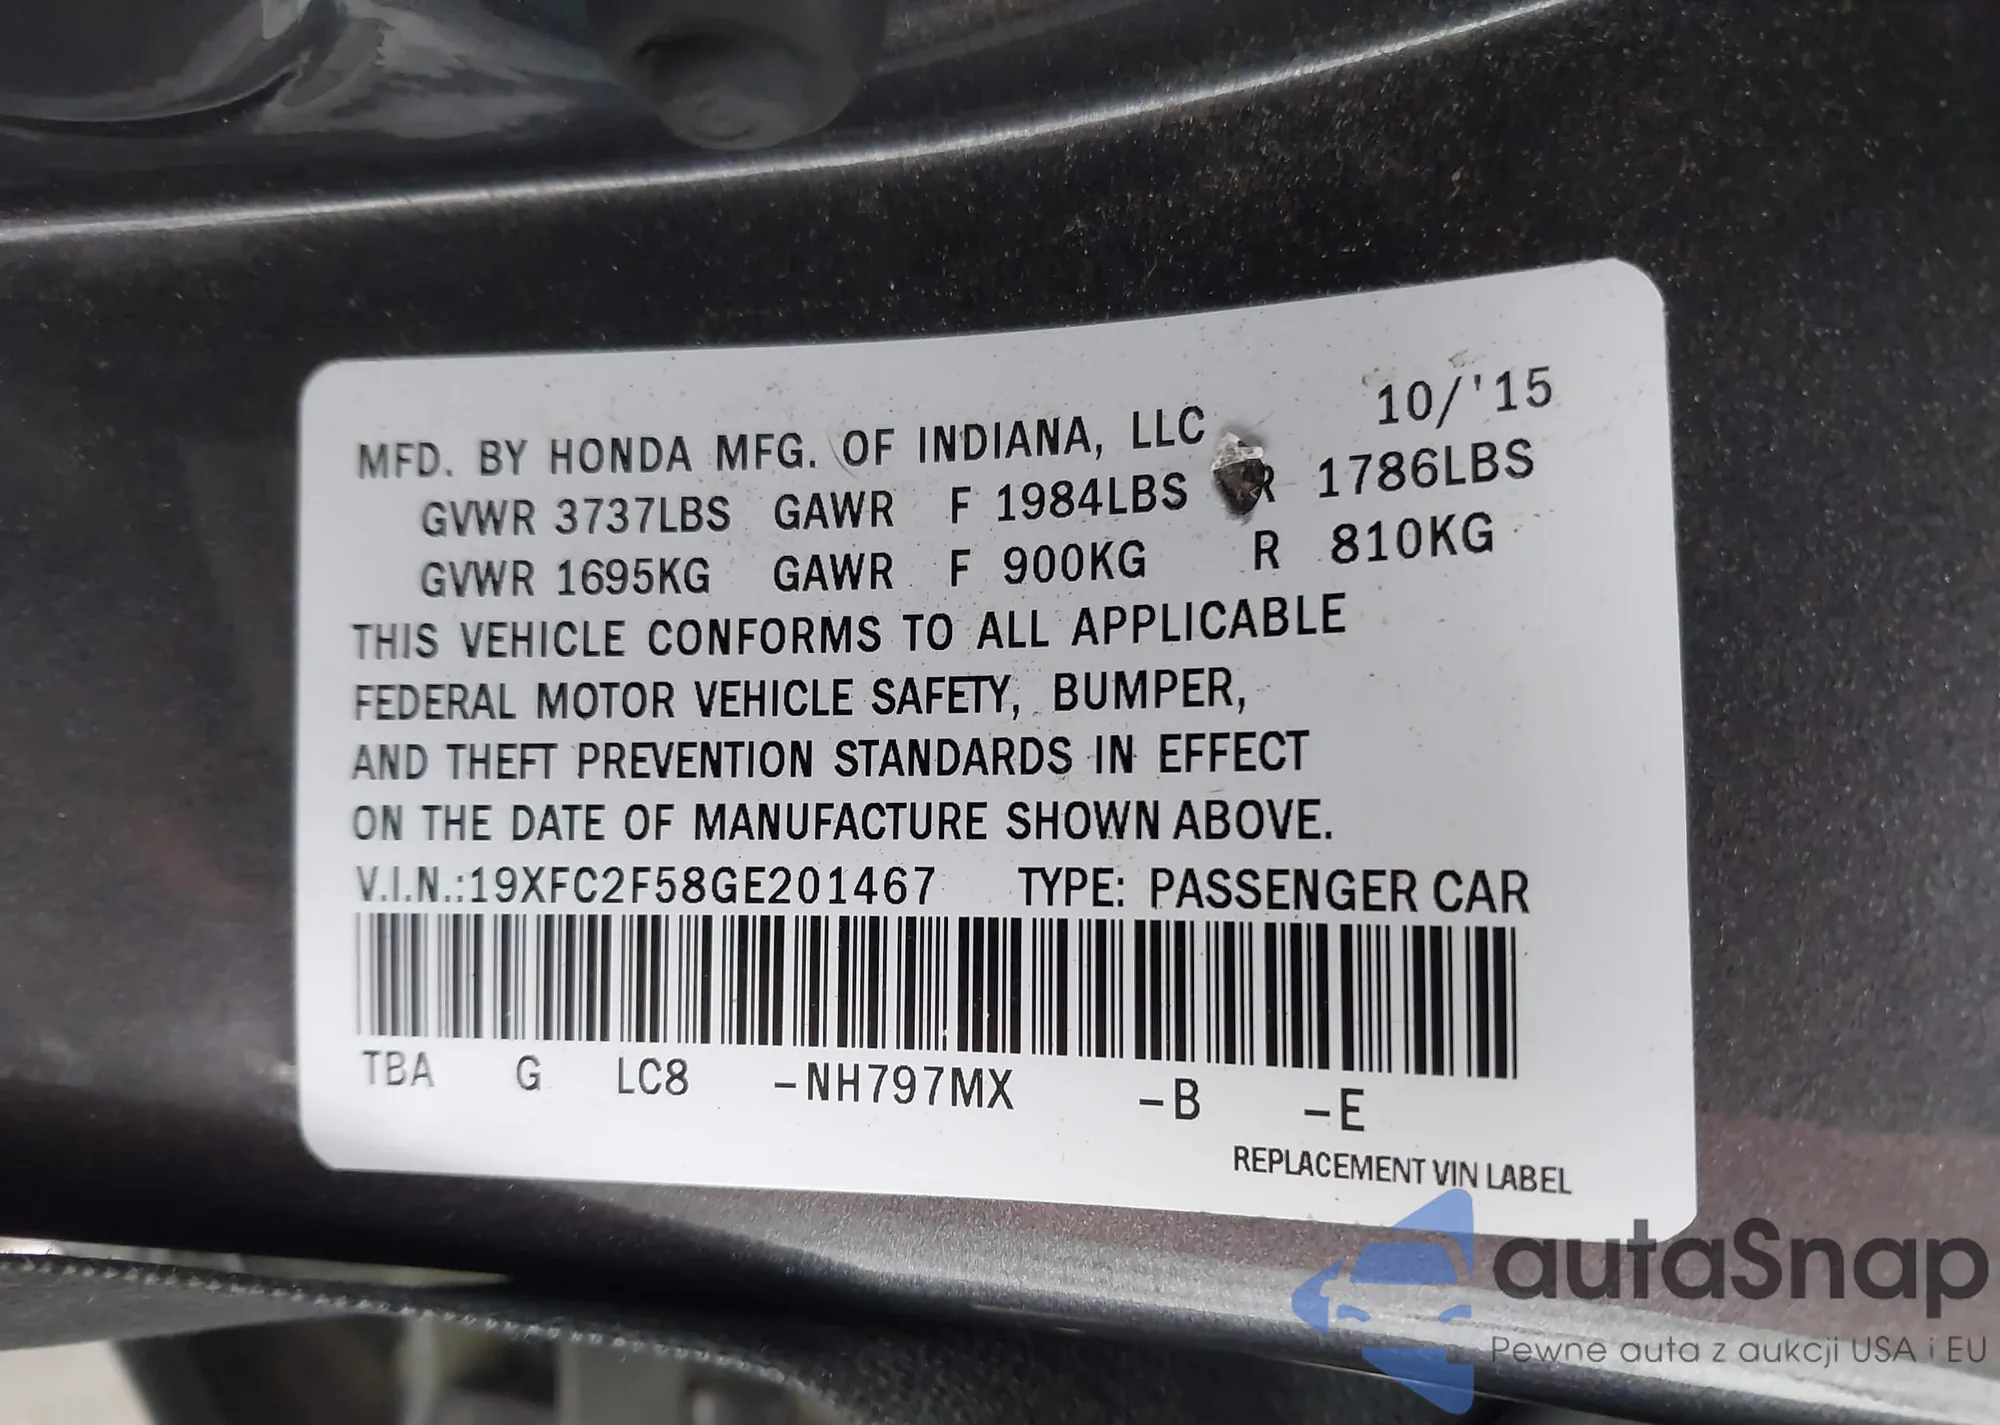 MFD. BY HONDA MFG. OF INDIANA, LLC 10/'15
GVWR 3737LBS GAWR F 1984LBS R 1786LBS
GVWR 1695KG GAWR F 900KG R 810KG
THIS VEHICLE CONFORMS TO ALL APPLICABLE
FEDERAL MOTOR VEHICLE SAFETY, BUMPER,
AND THEFT PREVENTION STANDARDS IN EFFECT
ON THE DATE OF MANUFACTURE SHOWN ABOVE.
V.I.N.:19XFC2F58GE201467 TYPE: PASSENGER CAR
TBA G LC8 -NH797MX -B -E
REPLACEMENT VIN LABEL
autaSnap
Pewne auta z aukcji USA i EU